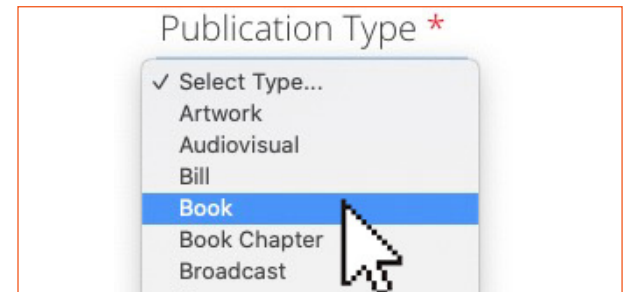 Publication Type *
✓ Select Type...
Artwork
Audiovisual
Bill
Book
Book Chapter
Broadcast